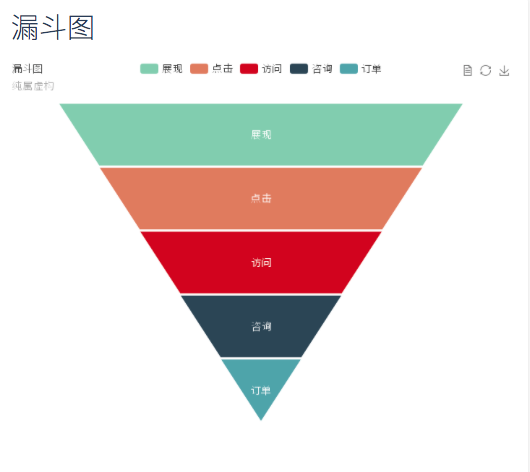 漏斗图
漏斗图
纯属虚构
展现 点击 访问 咨询 订单
展现
点击
访问
咨询
订单